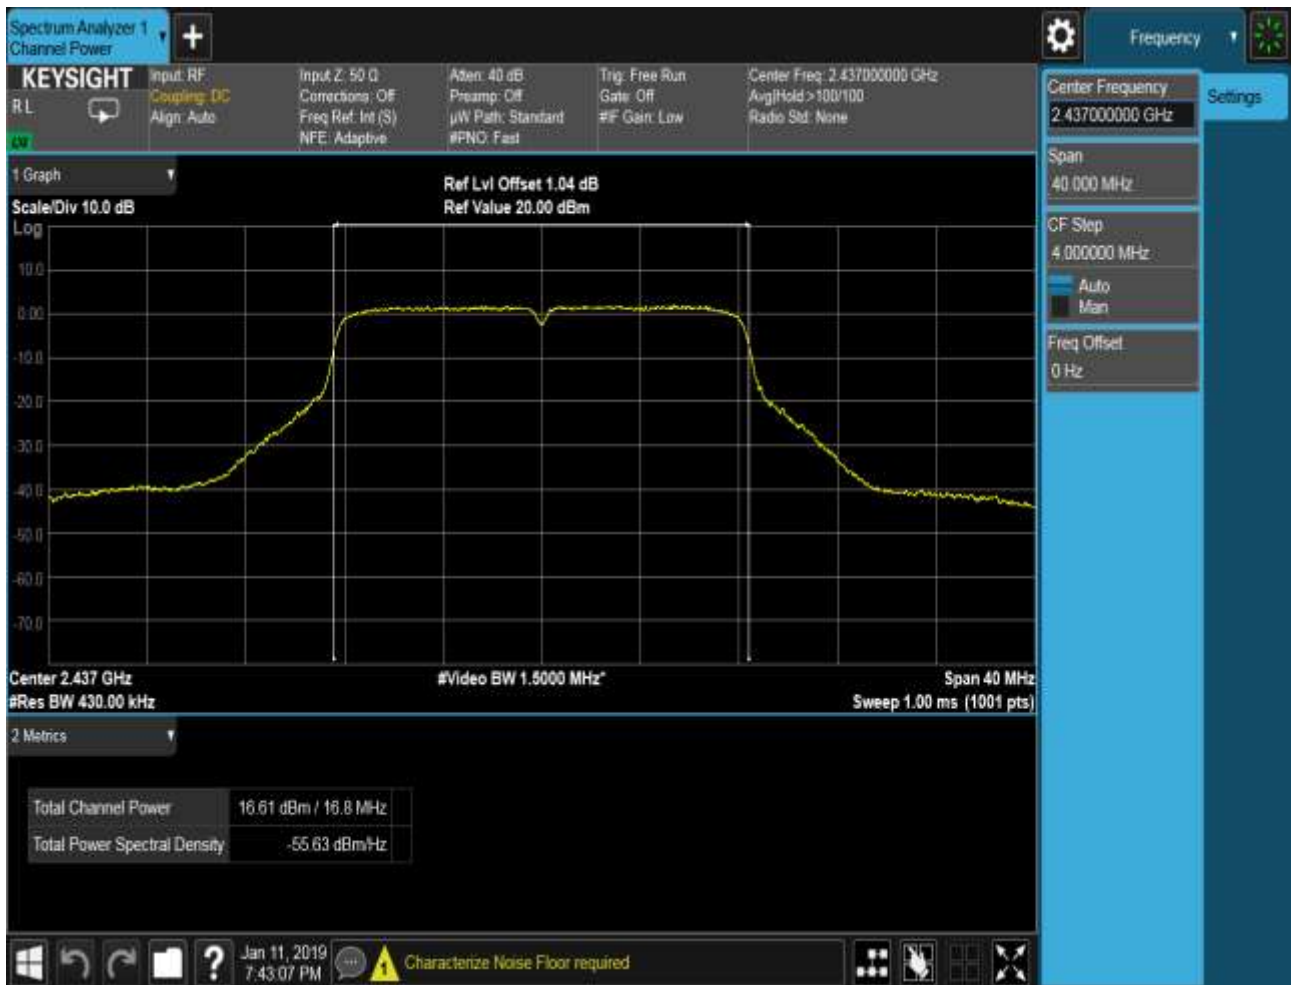 Spectrum Analyzer 1
Channel Power
Frequency
KEYSIGHT
R L
Input: RF
Coupling: DC
Align: Auto
Input Z: 50 Ω
Corrections: Off
Freq Ref: Int (S)
NFE: Adaptive
Atten: 40 dB
Preamp: Off
µW Path: Standard
#PNO: Fast
Trig: Free Run
Gate: Off
#IF Gain: Low
Center Freq: 2.437000000 GHz
Avg|Hold:>100/100
Radio Std: None
Center Frequency
2.437000000 GHz
Settings
Span
40.000 MHz
CF Step
4.000000 MHz
Auto
Man
Freq Offset
0 Hz
1 Graph
Scale/Div 10.0 dB
Ref Lvl Offset 1.04 dB
Ref Value 20.00 dBm
Log
10.0
0.00
-10.0
-20.0
-30.0
-40.0
-50.0
-60.0
-70.0
Center 2.437 GHz
#Video BW 1.5000 MHz*
Span 40 MHz
#Res BW 430.00 kHz
Sweep 1.00 ms (1001 pts)
2 Metrics
Total Channel Power 16.61 dBm / 16.8 MHz
Total Power Spectral Density -55.63 dBm/Hz
?
Jan 11, 2019
7:43:07 PM
1
Characterize Noise Floor required